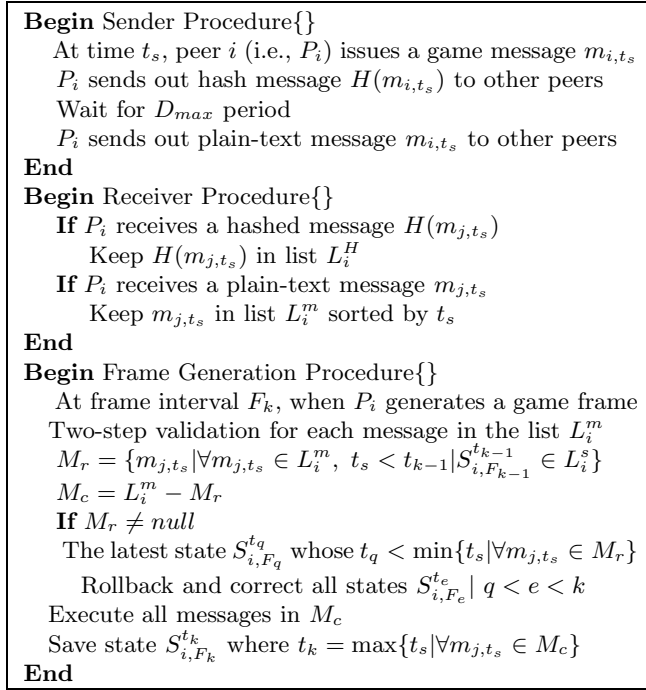 Begin Sender Procedure{}
At time t_s, peer i (i.e., P_i) issues a game message m_{i,t_s}
P_i sends out hash message H(m_{i,t_s}) to other peers
Wait for D_{max} period
P_i sends out plain-text message m_{i,t_s} to other peers
End
Begin Receiver Procedure{}
If P_i receives a hashed message H(m_{j,t_s})
Keep H(m_{j,t_s}) in list L_i^H
If P_i receives a plain-text message m_{j,t_s}
Keep m_{j,t_s} in list L_i^m sorted by t_s
End
Begin Frame Generation Procedure{}
At frame interval F_k, when P_i generates a game frame
Two-step validation for each message in the list L_i^m
M_r = {m_{j,t_s}|∀m_{j,t_s} ∈ L_i^m, t_s < t_{k−1}|S_{i,F_{k−1}}^{t_{k−1}} ∈ L_i^s}
M_c = L_i^m − M_r
If M_r ≠ null
The latest state S_{i,F_q}^{t_q} whose t_q < min{t_s|∀m_{j,t_s} ∈ M_r}
Rollback and correct all states S_{i,F_e}^{t_e}| q < e < k
Execute all messages in M_c
Save state S_{i,F_k}^{t_k} where t_k = max{t_s|∀m_{j,t_s} ∈ M_c}
End